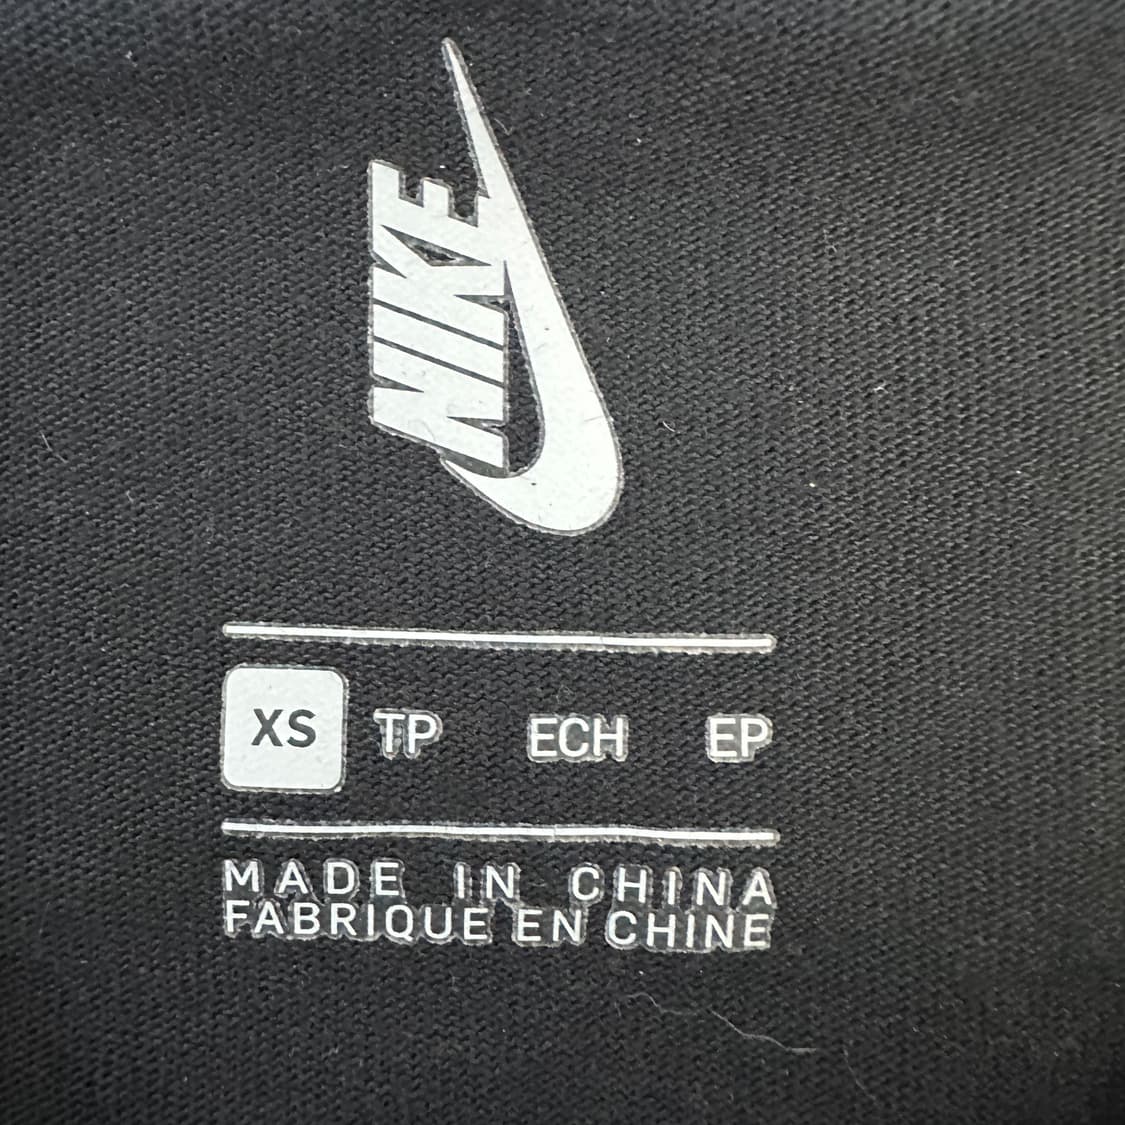 NIKE
XS TP ECH EP
MADE IN CHINA
FABRIQUE EN CHINE